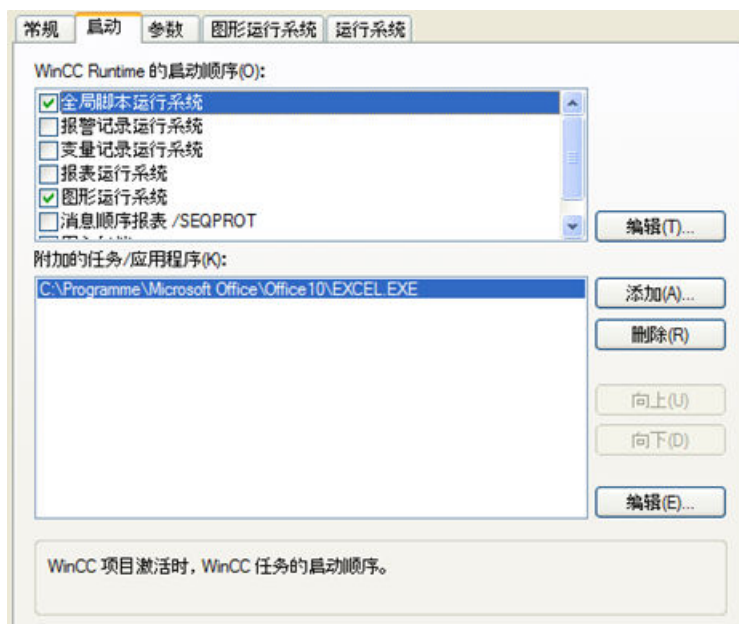 常规 启动 参数 图形运行系统 运行系统
WinCC Runtime 的启动顺序(O):
全局脚本运行系统
报警记录运行系统
变量记录运行系统
报表运行系统
图形运行系统
消息顺序报表 /SEQPROT
编辑(T)...
附加的任务/应用程序(K):
C:\Programme\Microsoft Office\Office10\EXCEL.EXE
添加(A)...
删除(R)
向上(U)
向下(D)
编辑(E)...
WinCC 项目激活时, WinCC 任务的启动顺序。